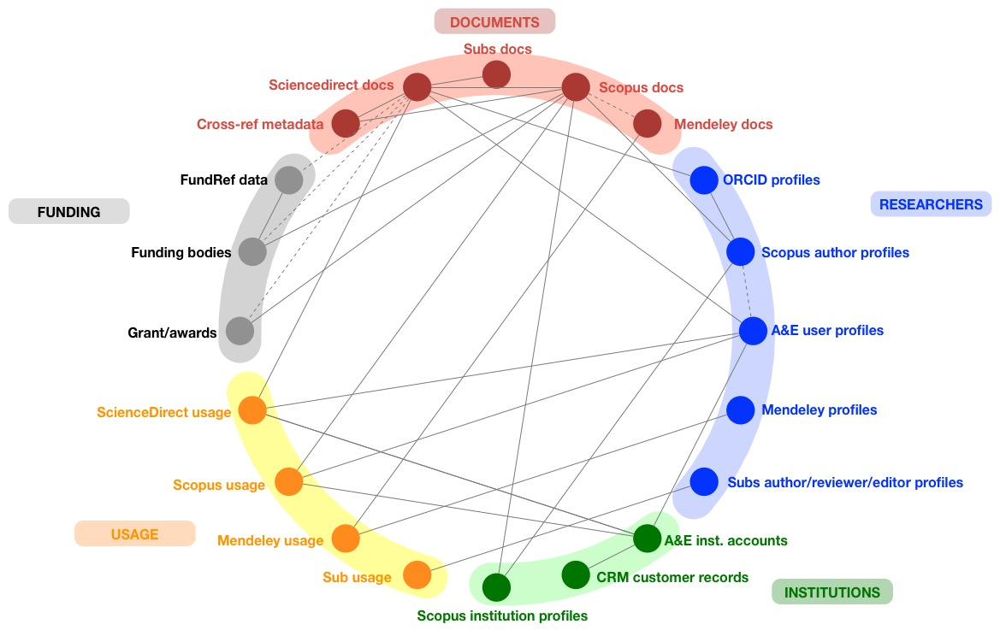 DOCUMENTS
Subs docs
Sciencedirect docs
Scopus docs
Cross-ref metadata
Mendeley docs
FundRef data
ORCID profiles
FUNDING
RESEARCHERS
Funding bodies
Scopus author profiles
Grant/awards
A&E user profiles
ScienceDirect usage
Mendeley profiles
Scopus usage
Subs author/reviewer/editor profiles
USAGE
Mendeley usage
A&E inst. accounts
Sub usage
CRM customer records
INSTITUTIONS
Scopus institution profiles